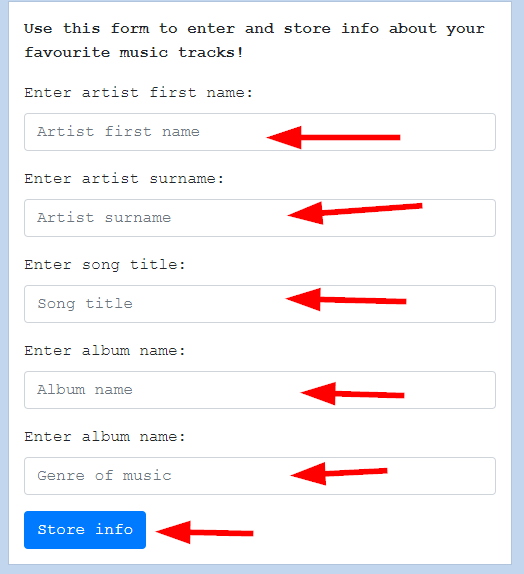 Use this form to enter and store info about your
favourite music tracks!
Enter artist first name:
Artist first name
Enter artist surname:
Artist surname
Enter song title:
Song title
Enter album name:
Album name
Enter album name:
Genre of music
Store info